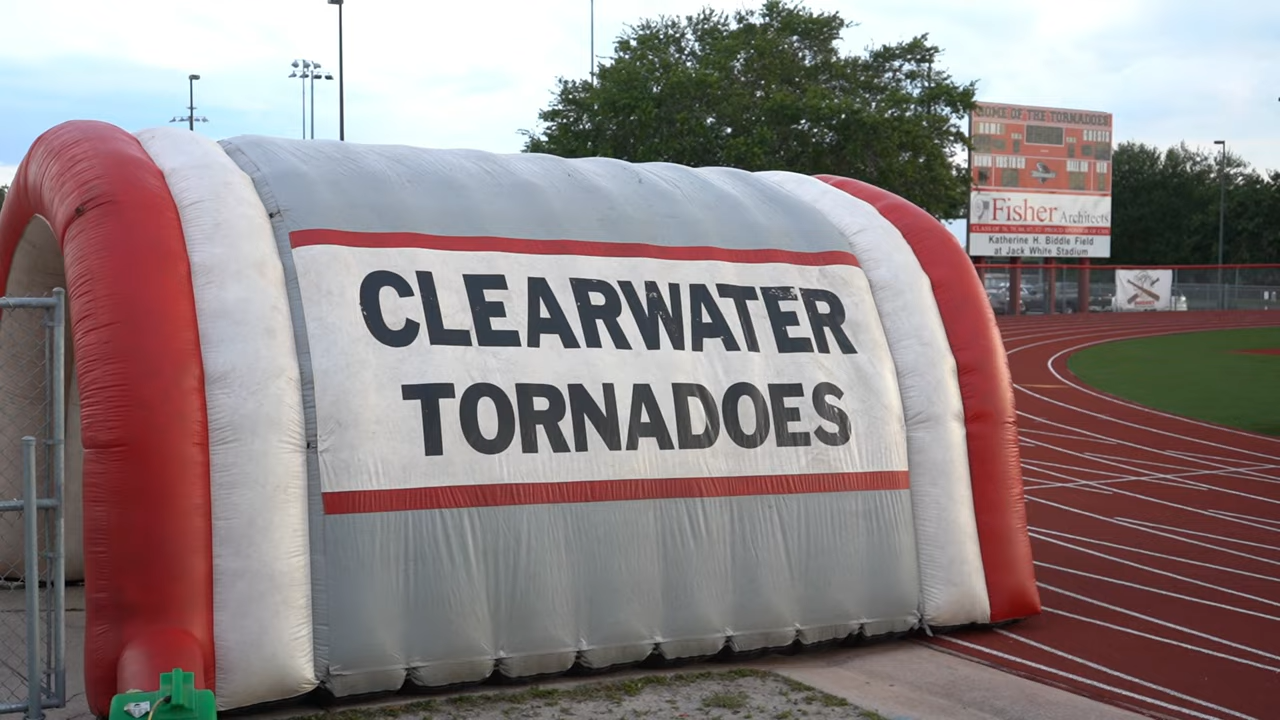 CLEARWATER
TORNADOES
HOME OF THE TORNADOES
Fisher Architects
Katherine H. Biddle Field
at Jack White Stadium